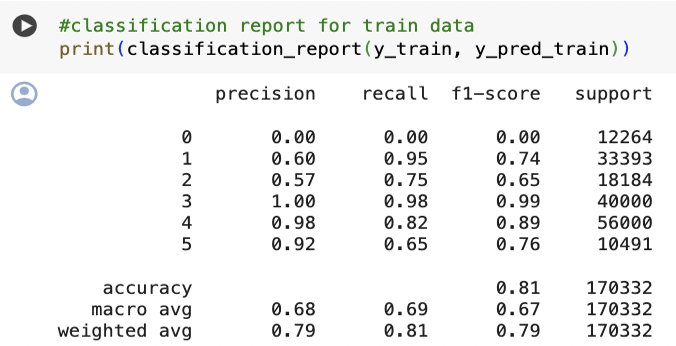 #classification report for train data
print(classification_report(y_train, y_pred_train))
precision recall f1-score support
0 0.00 0.00 0.00 12264
1 0.60 0.95 0.74 33393
2 0.57 0.75 0.65 18184
3 1.00 0.98 0.99 40000
4 0.98 0.82 0.89 56000
5 0.92 0.65 0.76 10491
accuracy 0.81 170332
macro avg 0.68 0.69 0.67 170332
weighted avg 0.79 0.81 0.79 170332